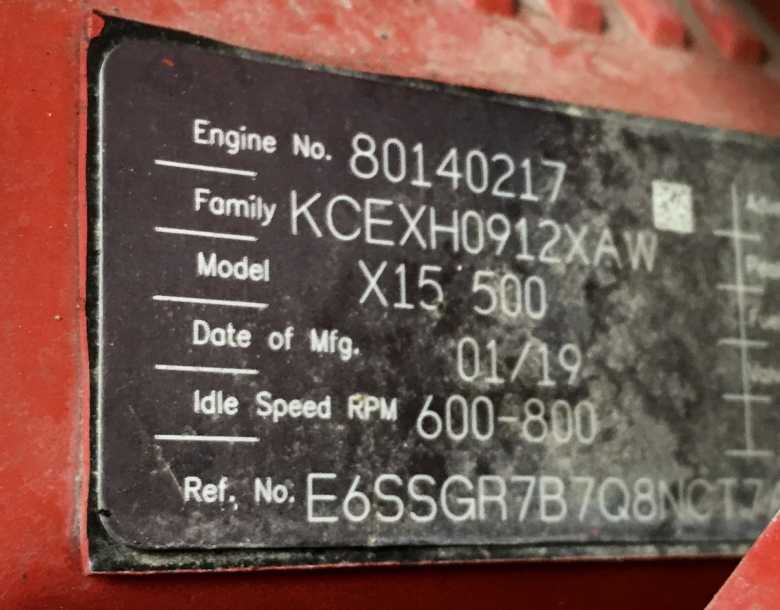 Engine No. 80140217
Family KCEXH0912XAW
Model X15 500
Date of Mfg. 01/19
Idle Speed RPM 600-800
Ref. No. E6SSGR7B7Q8NCT7